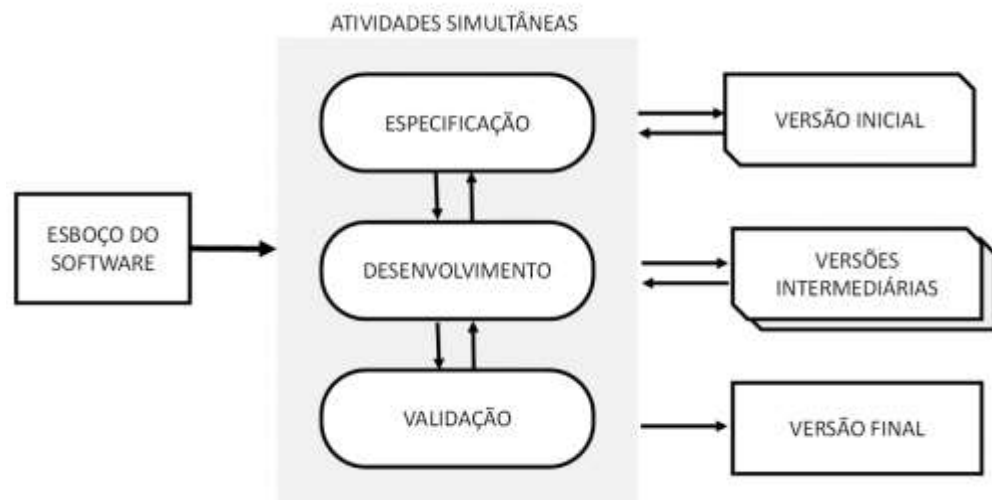 ATIVIDADES SIMULTÂNEAS
ESPECIFICAÇÃO
VERSÃO INICIAL
ESBOÇO DO
SOFTWARE
DESENVOLVIMENTO
VERSÕES
INTERMEDIÁRIAS
VALIDAÇÃO
VERSÃO FINAL